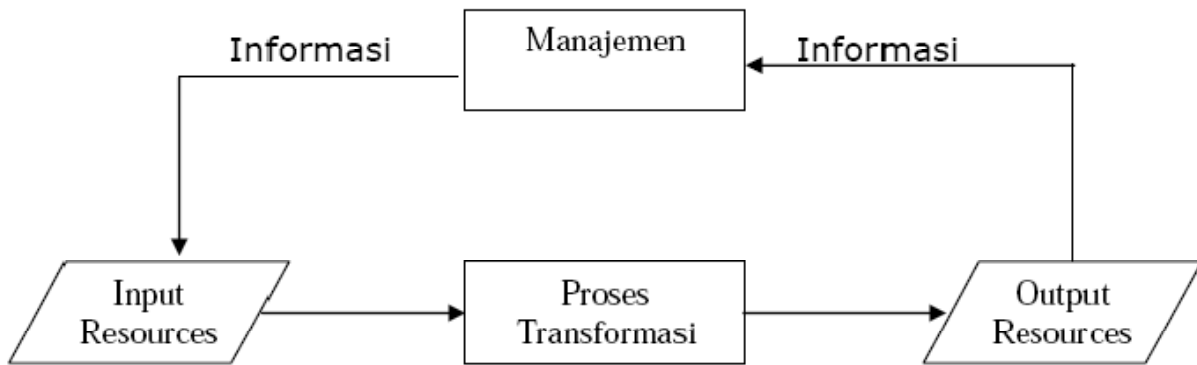 Informasi
Manajemen
Informasi
Input
Resources
Proses
Transformasi
Output
Resources